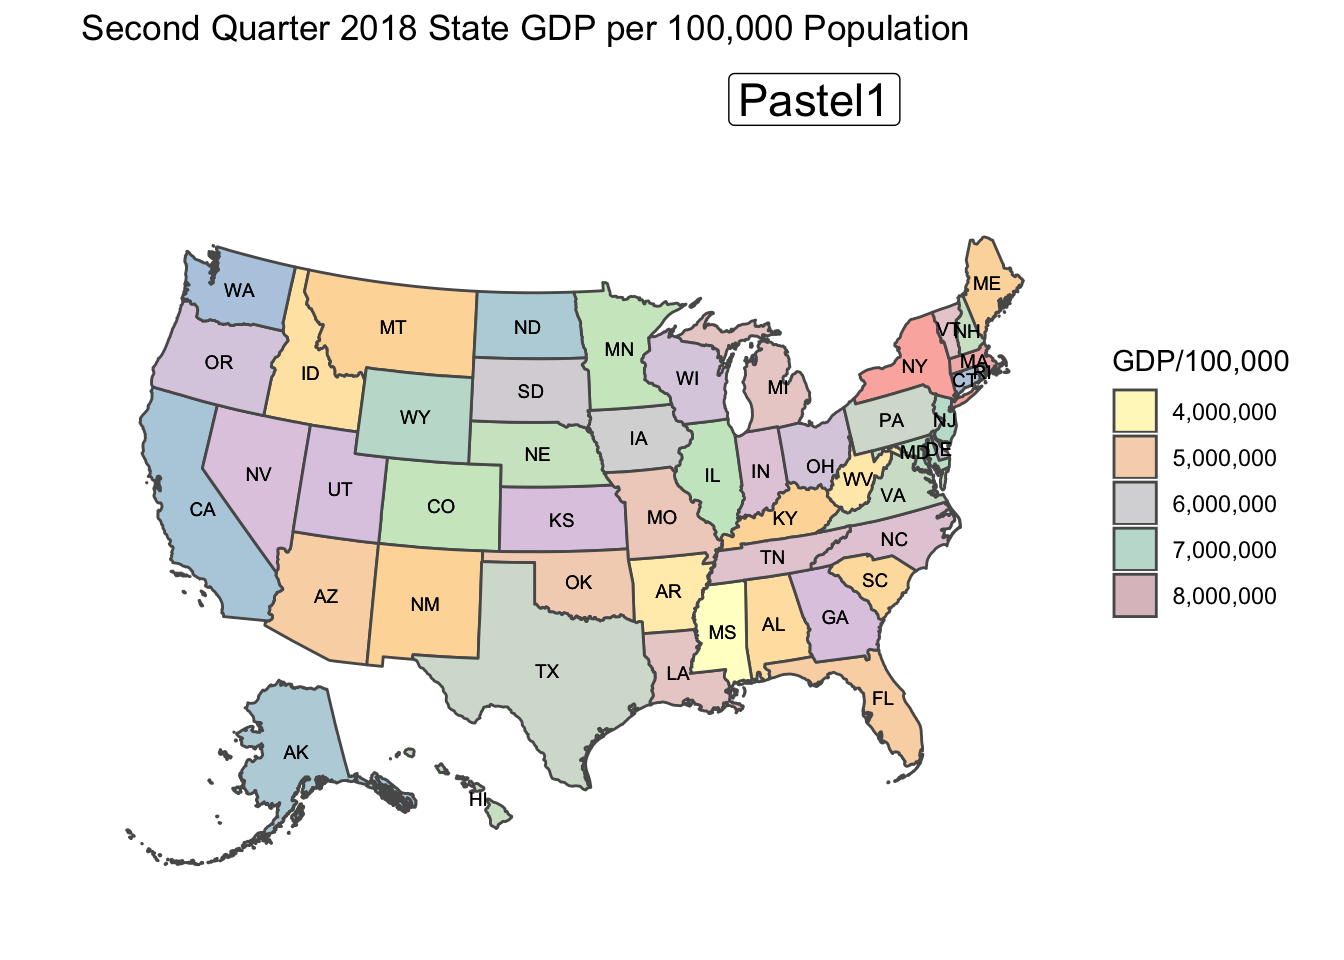 Second Quarter 2018 State GDP per 100,000 Population
Pastel1
WA
OR
CA
NV
ID
MT
WY
UT
AZ
CO
NM
ND
SD
NE
KS
OK
TX
MN
IA
MO
AR
LA
WI
IL
MS
MI
IN
OH
KY
TN
AL
GA
FL
SC
NC
VA
WV
PA
NY
VT
NH
ME
MA
RI
CT
NJ
DE
MD
AK
HI
GDP/100,000
4,000,000
5,000,000
6,000,000
7,000,000
8,000,000